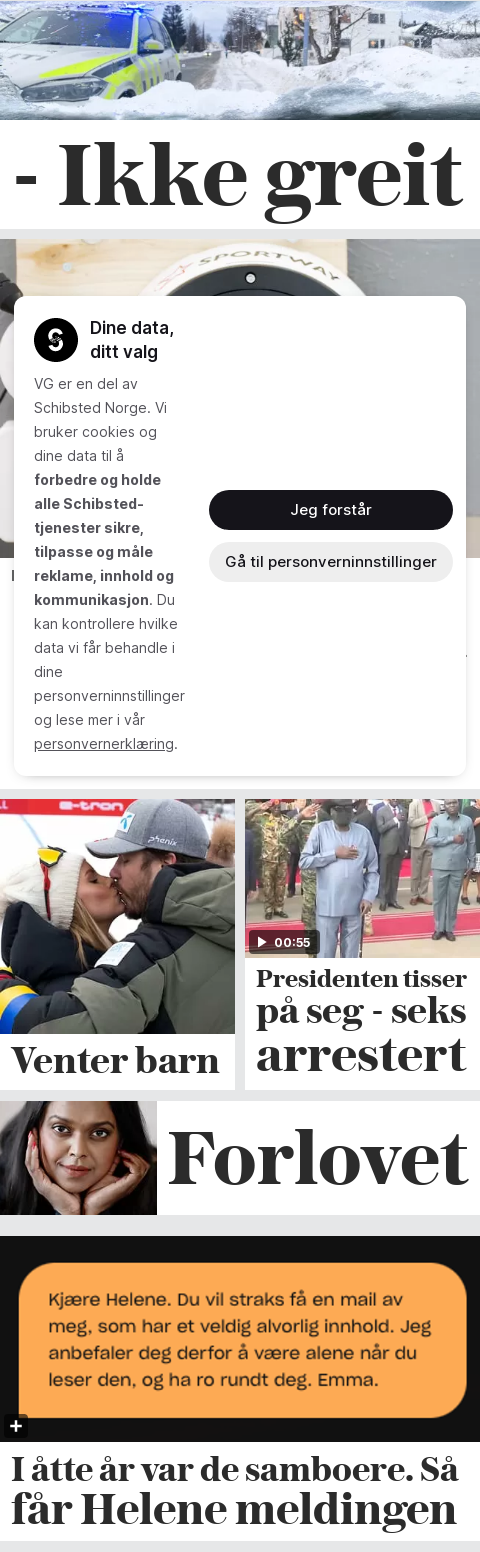 - Ikke greit
SPORTWAY
Dine data,
ditt valg
VG er en del av
Schibsted Norge. Vi
bruker cookies og
dine data til å
forbedre og holde
alle Schibsted-
tjenester sikre,
tilpasse og måle
reklame, innhold og
kommunikasjon. Du
kan kontrollere hvilke
data vi får behandle i
dine
personverninnstillinger
og lese mer i vår
personvernerklæring.
Jeg forstår
Gå til personverninnstillinger
e-tron
phenix
Venter barn
00:55
Presidenten tisser
på seg - seks
arrestert
Forlovet
Kjære Helene. Du vil straks få en mail av
meg, som har et veldig alvorlig innhold. Jeg
anbefaler deg derfor å være alene når du
leser den, og ha ro rundt deg. Emma.
I åtte år var de samboere. Så
får Helene meldingen